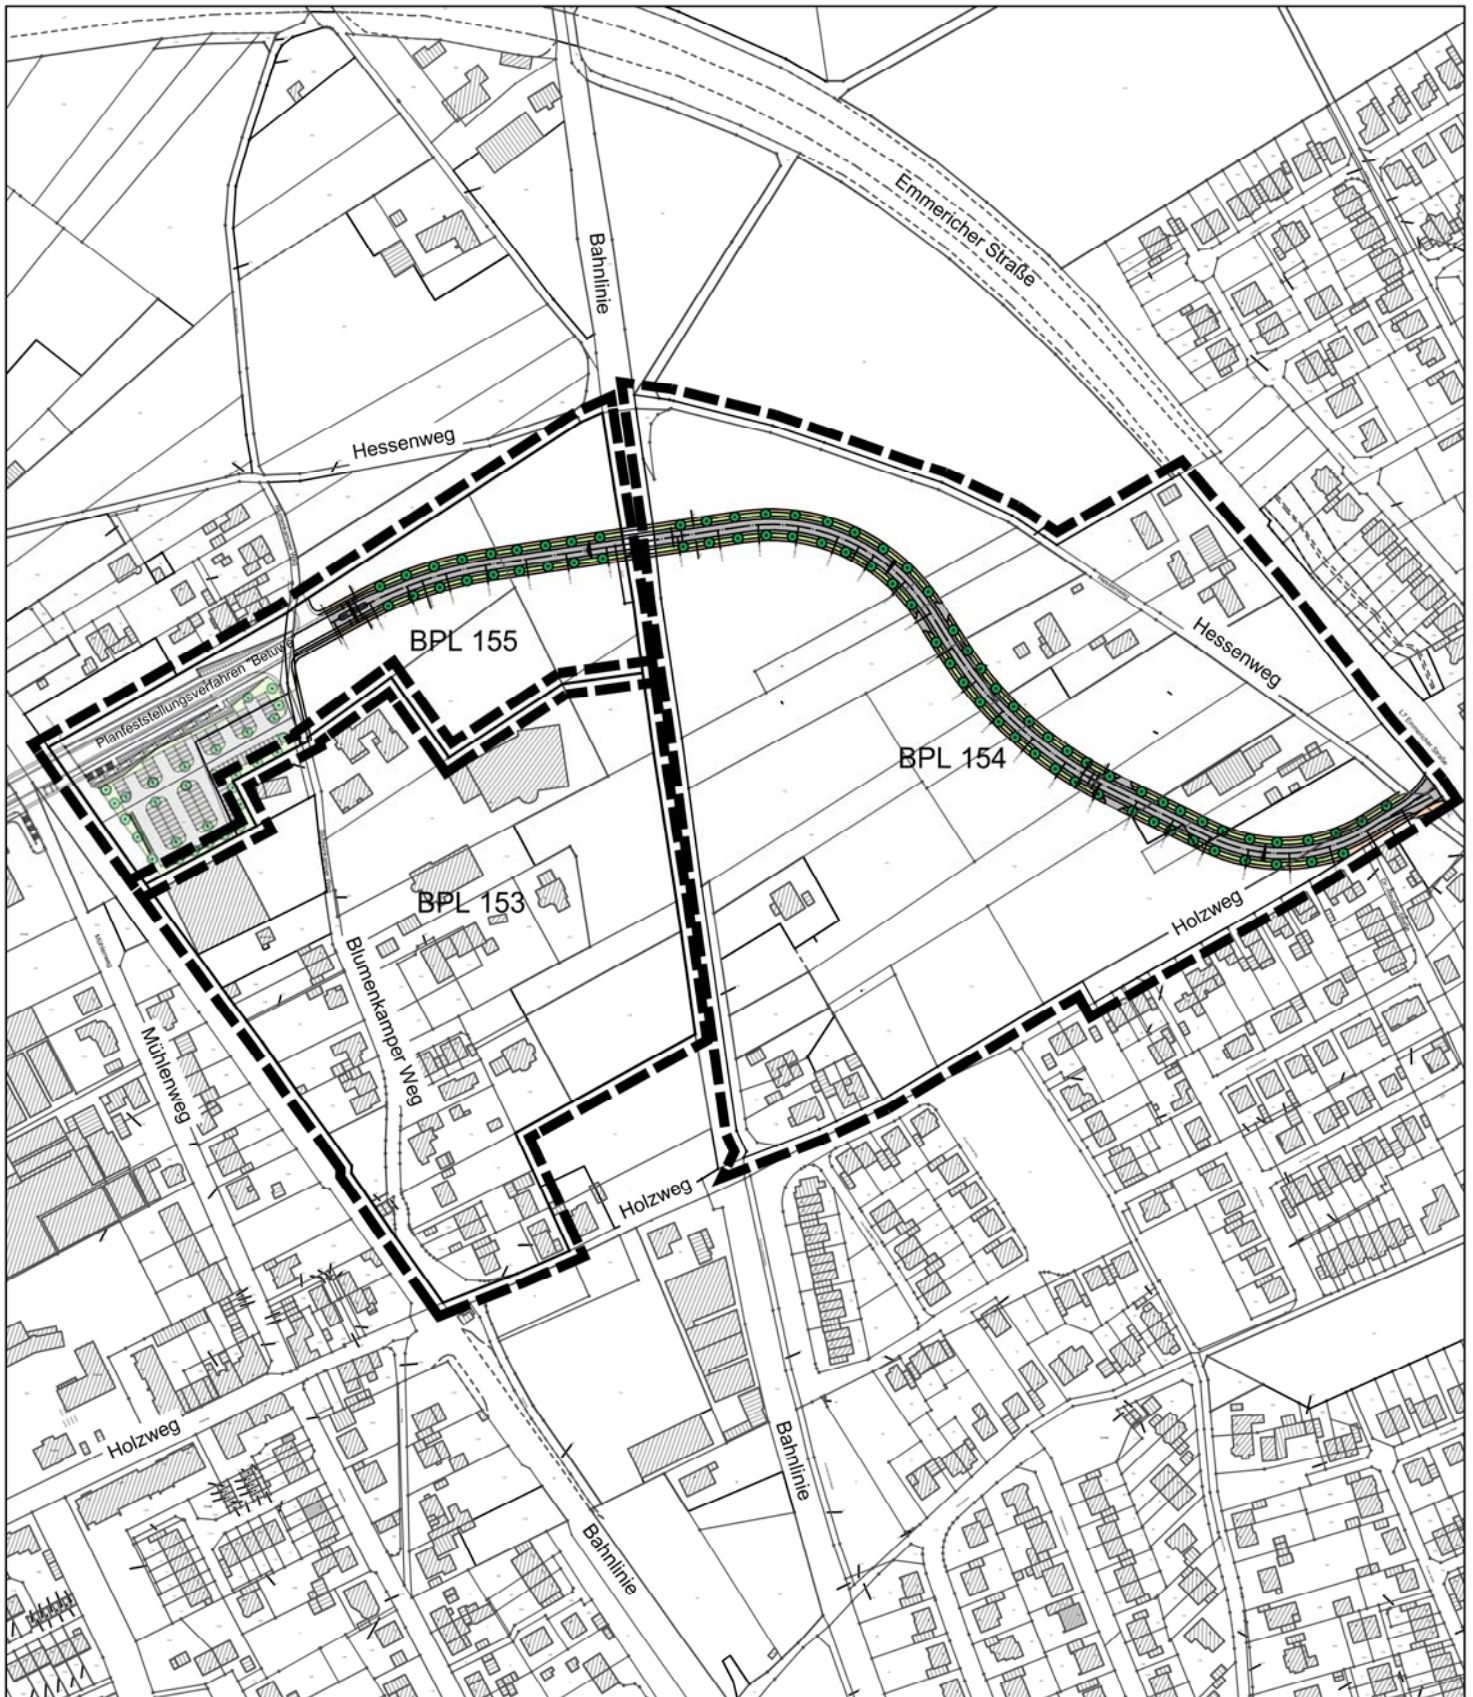 Emmericher Straße
Bahnlinie
Hessenweg
BPL 155
Planfeststellungsverfahren "Betuwe"
Hessenweg
BPL 154
BPL 153
Holzweg
Blumenkamper Weg
Mühlenweg
Holzweg
Holzweg
Bahnlinie
Bahnlinie